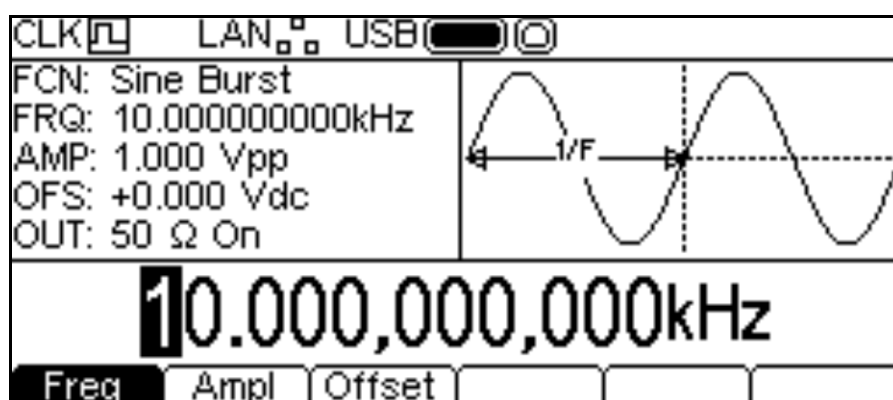 CLK LAN USB
FCN: Sine Burst
FRQ: 10.000000000kHz
AMP: 1.000 Vpp
OFS: +0.000 Vdc
OUT: 50 Ω On
1/F
10.000,000,000kHz
Freq Ampl Offset